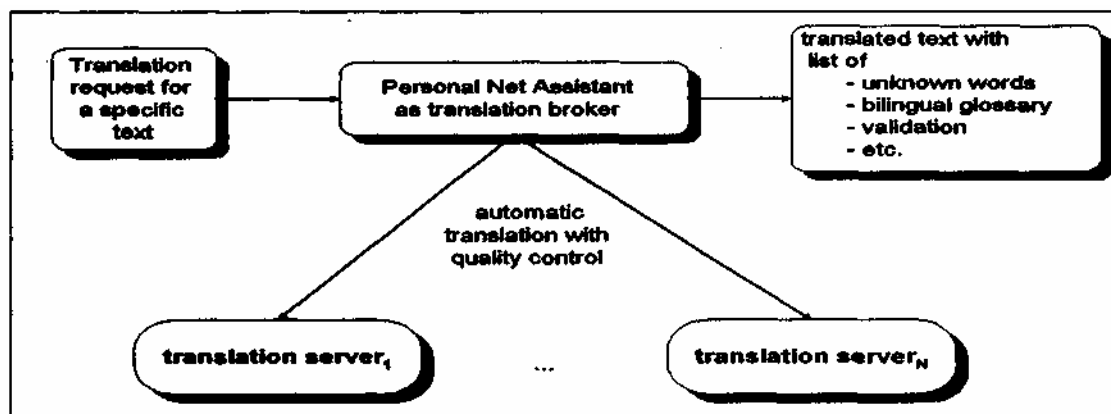 Translation
request for
a specific
text
Personal Net Assistant
as translation broker
translated text with
list of
- unknown words
- bilingual glossary
- validation
- etc.
automatic
translation with
quality control
translation server1
...
translation serverN